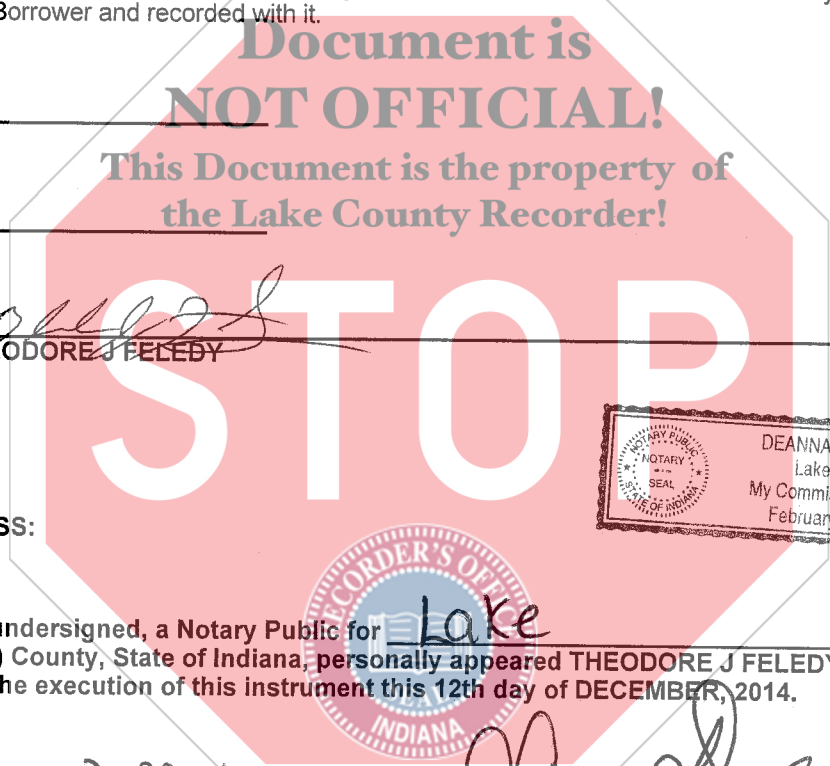 Borrower and recorded with it.
Document is
NOT OFFICIAL!
This Document is the property of
the Lake County Recorder!
STOP
ODORE J FELEDY
NOTARY PUBLIC
NOTARY
SEAL
STATE OF INDIANA
DEANNA
Lake
My Commi
Februar
SS:
RECORDER'S OFFICE
SEAL
INDIANA
undersigned, a Notary Public for Lake
) County, State of Indiana, personally appeared THEODORE J FELEDY
he execution of this instrument this 12th day of DECEMBER, 2014.